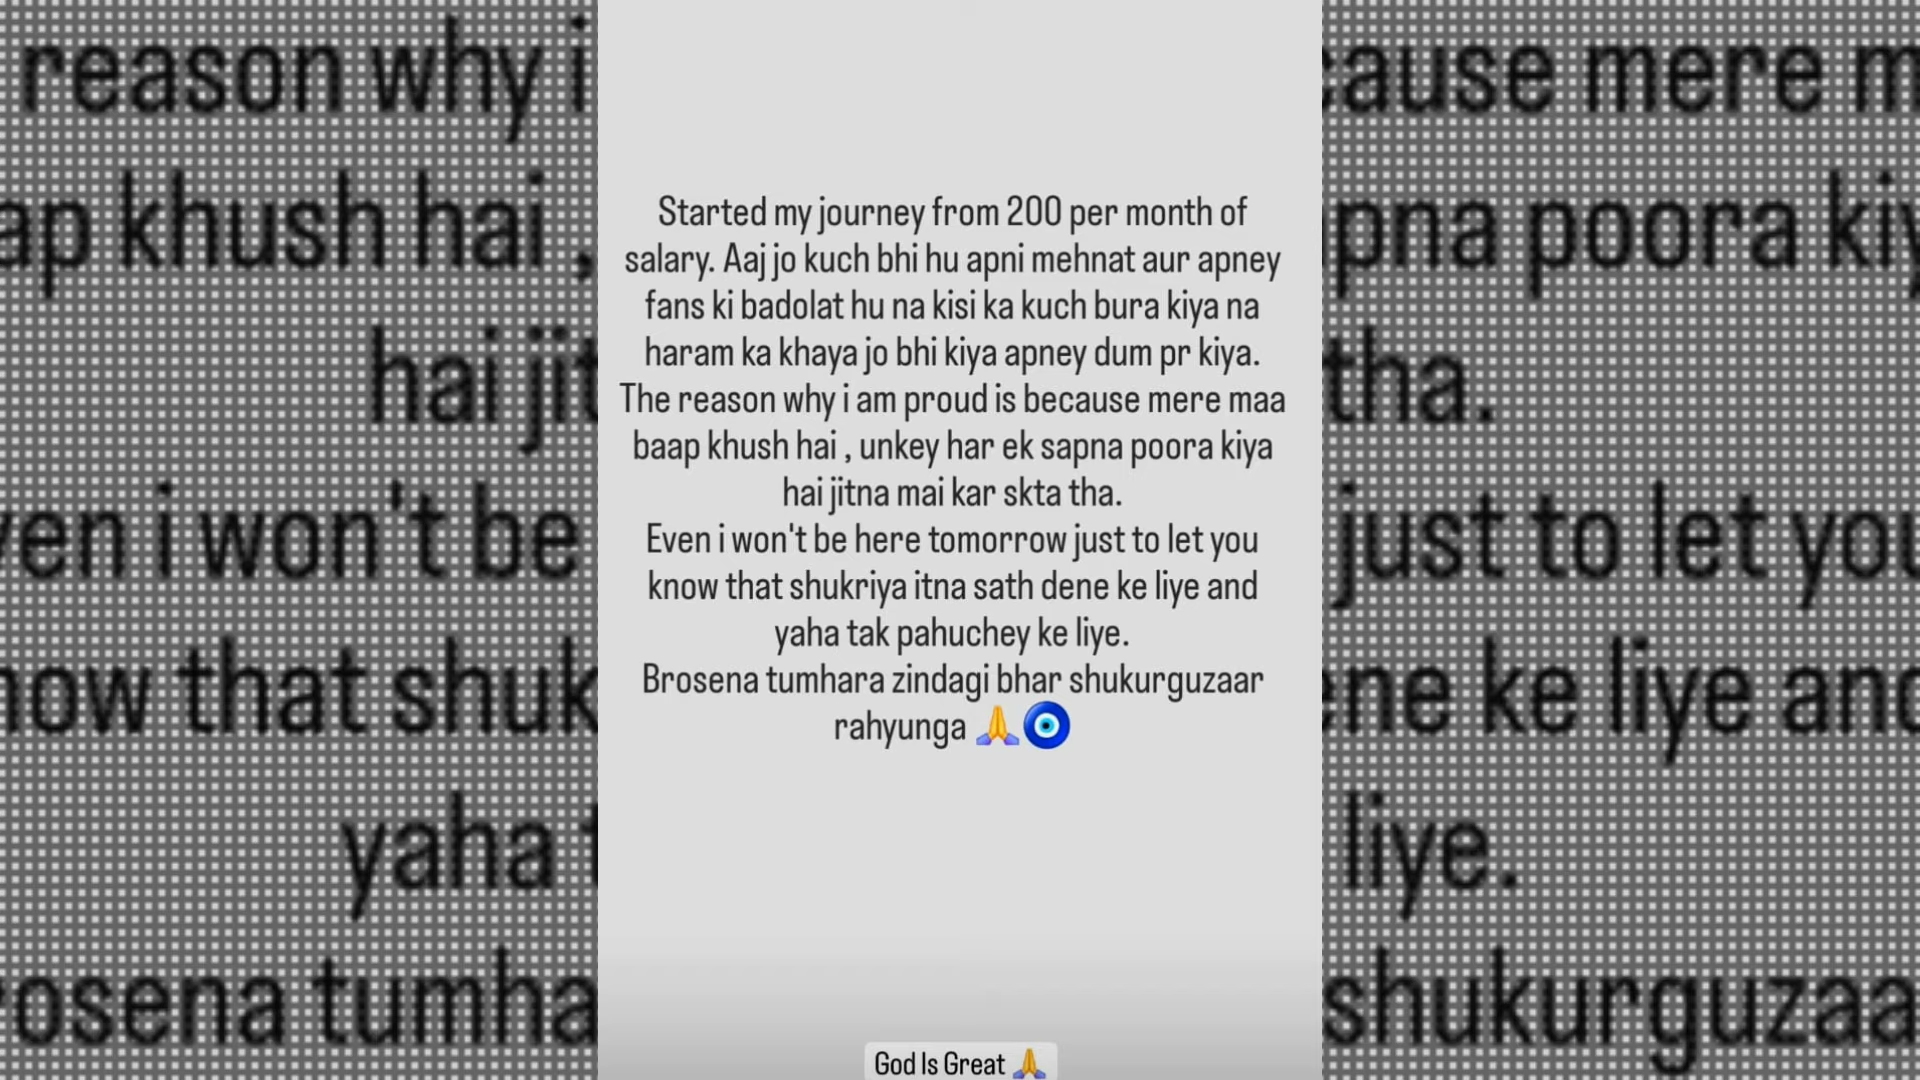 Started my journey from 200 per month of
salary. Aaj jo kuch bhi hu apni mehnat aur apney
fans ki badolat hu na kisi ka kuch bura kiya na
haram ka khaya jo bhi kiya apney dum pr kiya.
The reason why i am proud is because mere maa
baap khush hai , unkey har ek sapna poora kiya
hai jitna mai kar skta tha.
Even i won't be here tomorrow just to let you
know that shukriya itna sath dene ke liye and
yaha tak pahuchey ke liye.
Brosena tumhara zindagi bhar shukurguzaar
rahyunga 🙏🧿
God Is Great 🙏